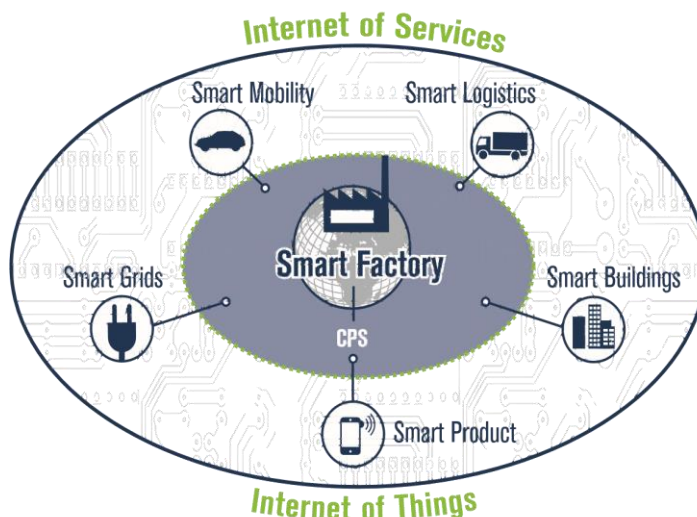 Internet of Services
Smart Mobility
Smart Logistics
Smart Factory
Smart Grids
Smart Buildings
CPS
Smart Product
Internet of Things